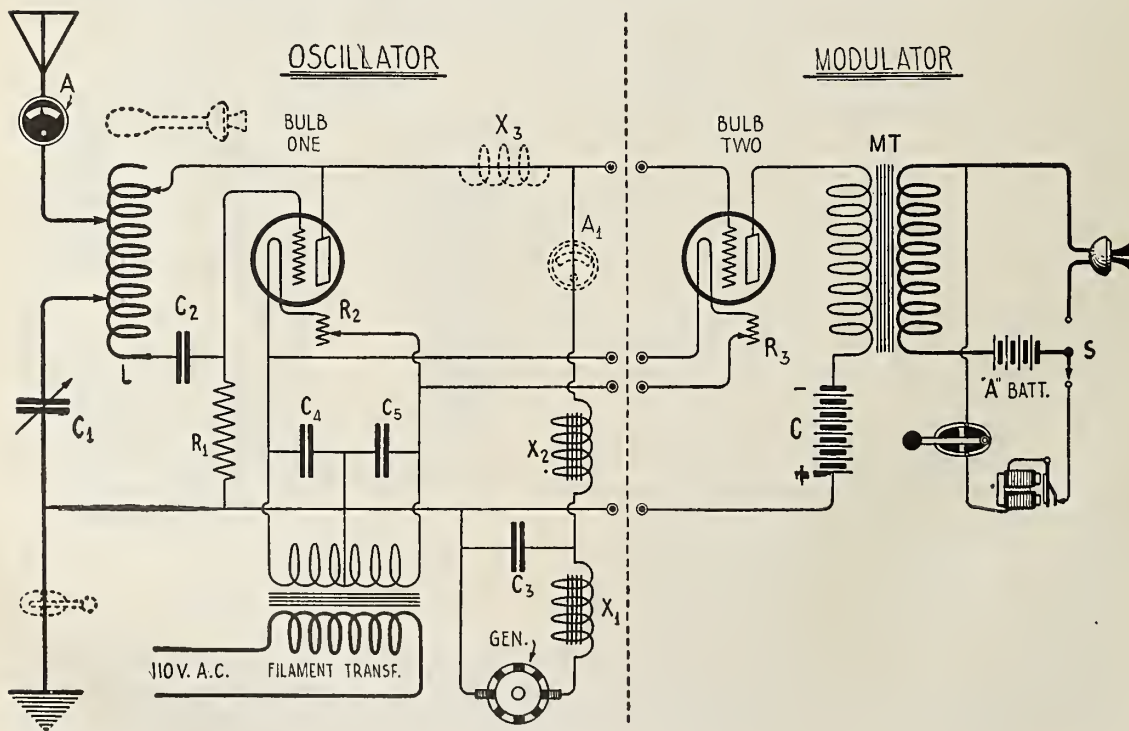 OSCILLATOR
MODULATOR
A
BULB
ONE
X3
BULB
TWO
MT
A1
C2
R2
L
R3
S
"A" BATT.
C1
R1
C4
C5
X2
-
C
+
C3
X1
GEN.
110 V. A.C.
FILAMENT TRANSF.